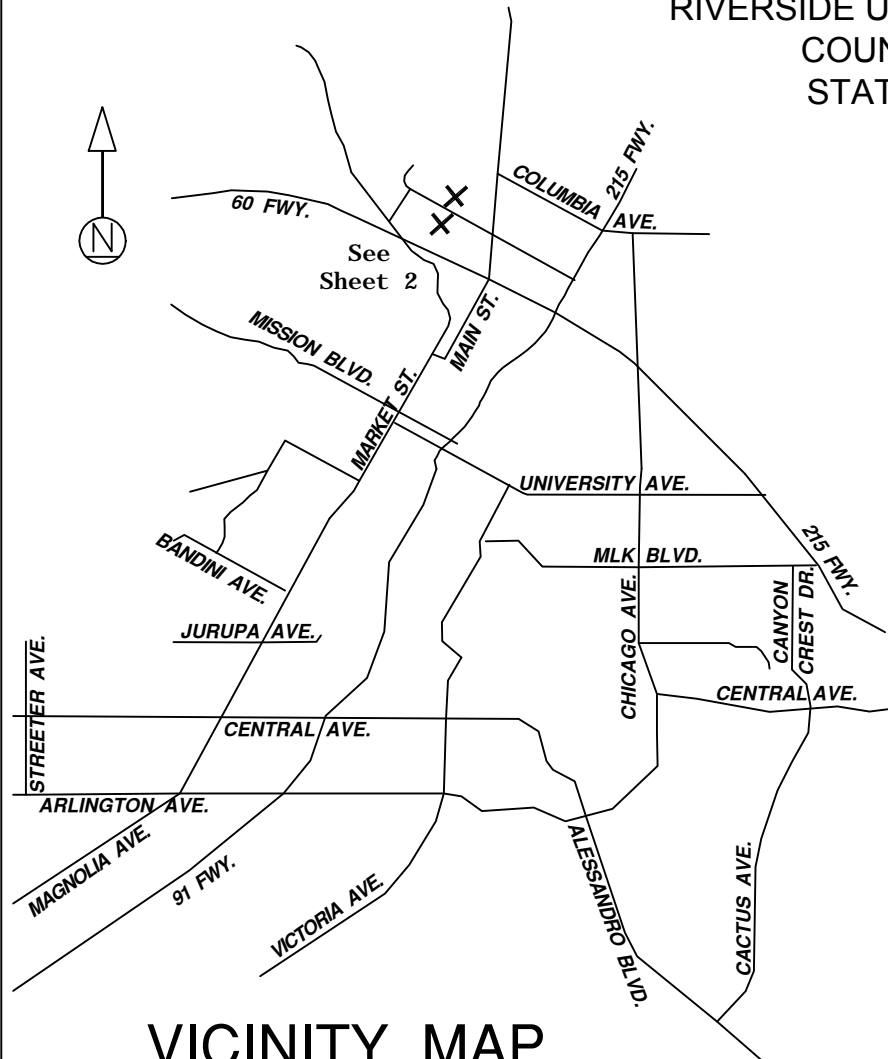 RIVERSIDE U
COUN
STAT
215 FWY.
COLUMBIA AVE.
60 FWY.
N
See
Sheet 2
MISSION BLVD.
MAIN ST.
MARKET ST.
UNIVERSITY AVE.
215 FWY.
BANDINI AVE.
MLK BLVD.
CANYON
CREST DR.
CHICAGO AVE.
JURUPA AVE.
STREETER AVE.
CENTRAL AVE.
CENTRAL AVE.
ARLINGTON AVE.
MAGNOLIA AVE.
91 FWY.
VICTORIA AVE.
ALESSANDRO BLVD.
CACTUS AVE.
VICINITY MAP